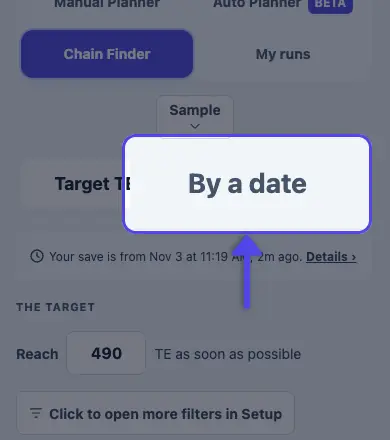 Manual Planner
Auto Planner BETA
Chain Finder
My runs
Sample
Target TE
By a date
Your save is from Nov 3 at 11:19 AM, 2m ago. Details ›
THE TARGET
Reach 490 TE as soon as possible
Click to open more filters in Setup